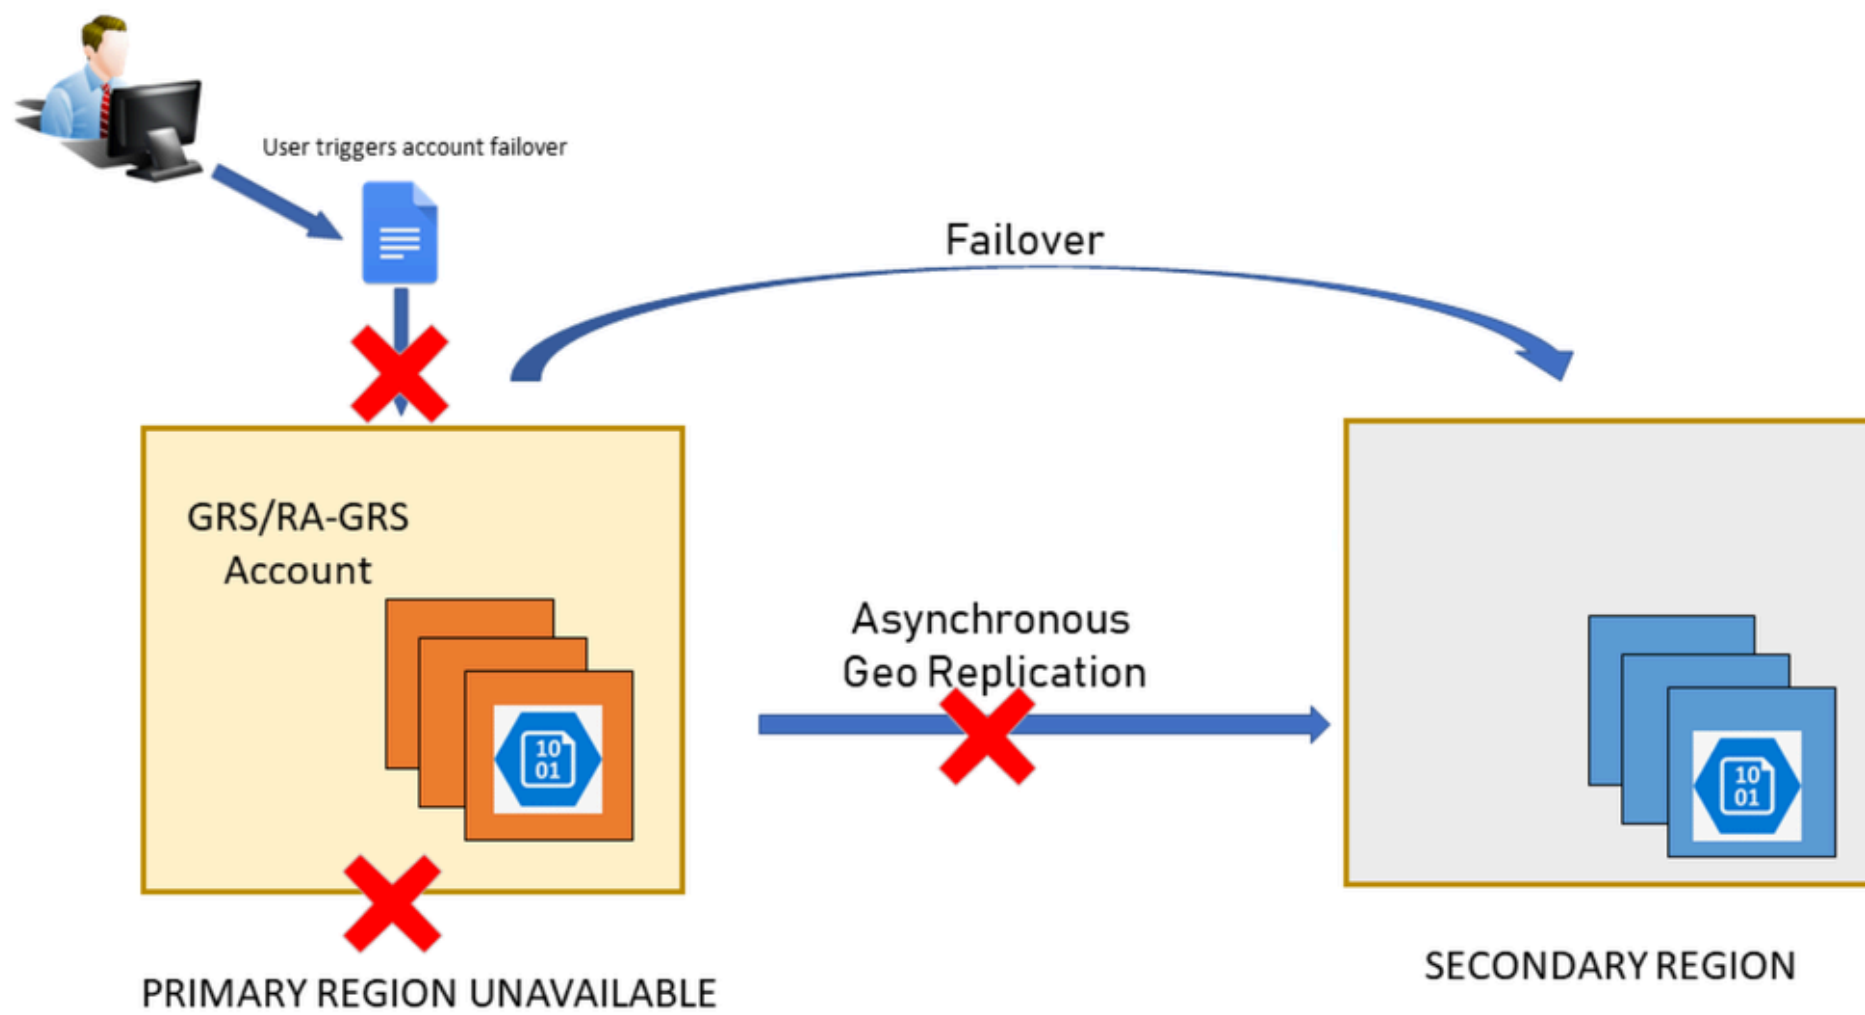 User triggers account failover
Failover
GRS/RA-GRS
Account
Asynchronous
Geo Replication
10
01
10
01
PRIMARY REGION UNAVAILABLE
SECONDARY REGION